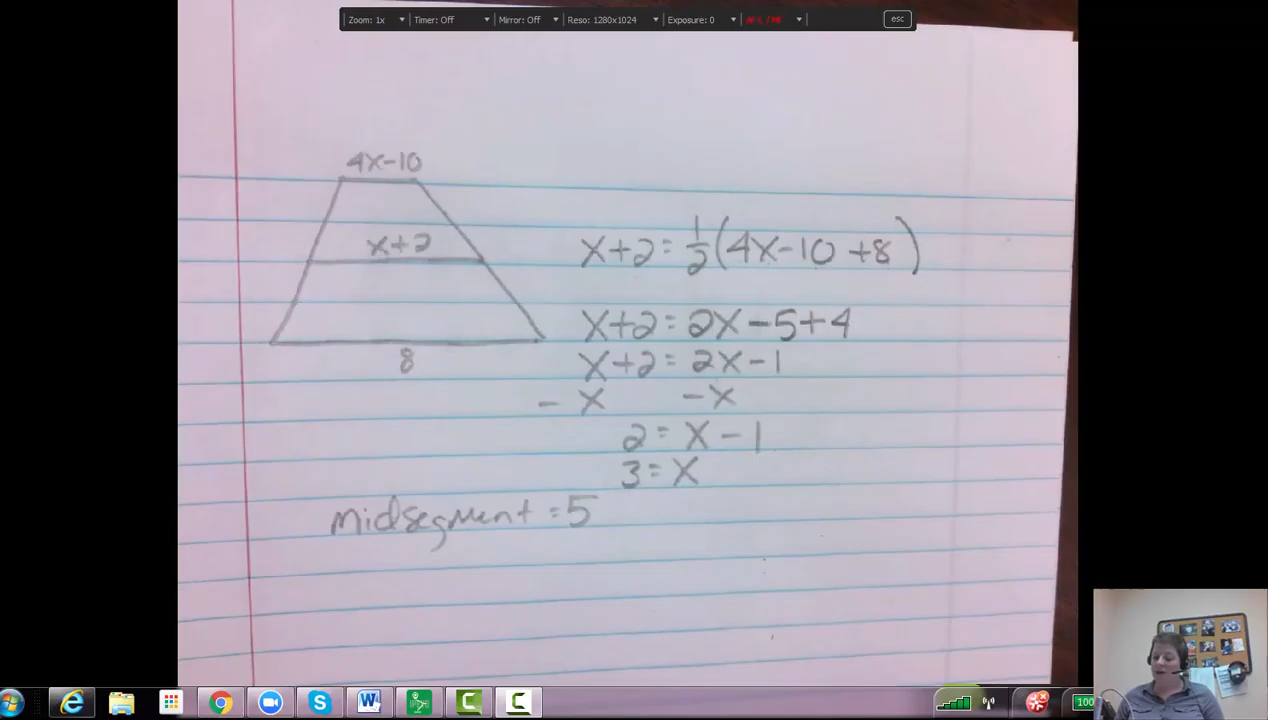 Zoom: 1x Timer: Off Mirror: Off Reso: 1280x1024 Exposure: 0 esc
4x-10
x+2
8
x+2=½(4x-10+8)
x+2=2x-5+4
x+2=2x-1
-x -x
2=x-1
3=x
midsegment=5
100